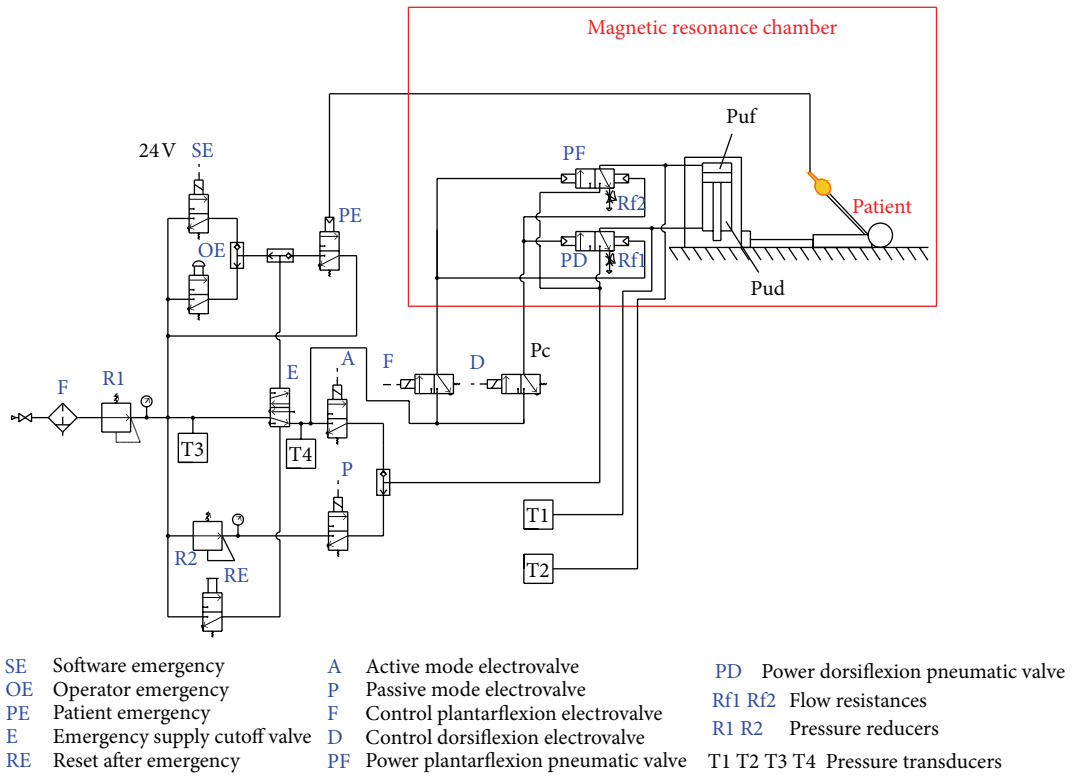 Magnetic resonance chamber
Puf
24 V SE
PF
Rf2
PE
Patient
OE
PD Rf1
Pud
F D Pc
A
E
R1
F
T3
T4
P
T1
R2
T2
RE
SE Software emergency
OE Operator emergency
PE Patient emergency
E Emergency supply cutoff valve
RE Reset after emergency
A Active mode electrovalve
P Passive mode electrovalve
F Control plantarflexion electrovalve
D Control dorsiflexion electrovalve
PF Power plantarflexion pneumatic valve
PD Power dorsiflexion pneumatic valve
Rf1 Rf2 Flow resistances
R1 R2 Pressure reducers
T1 T2 T3 T4 Pressure transducers